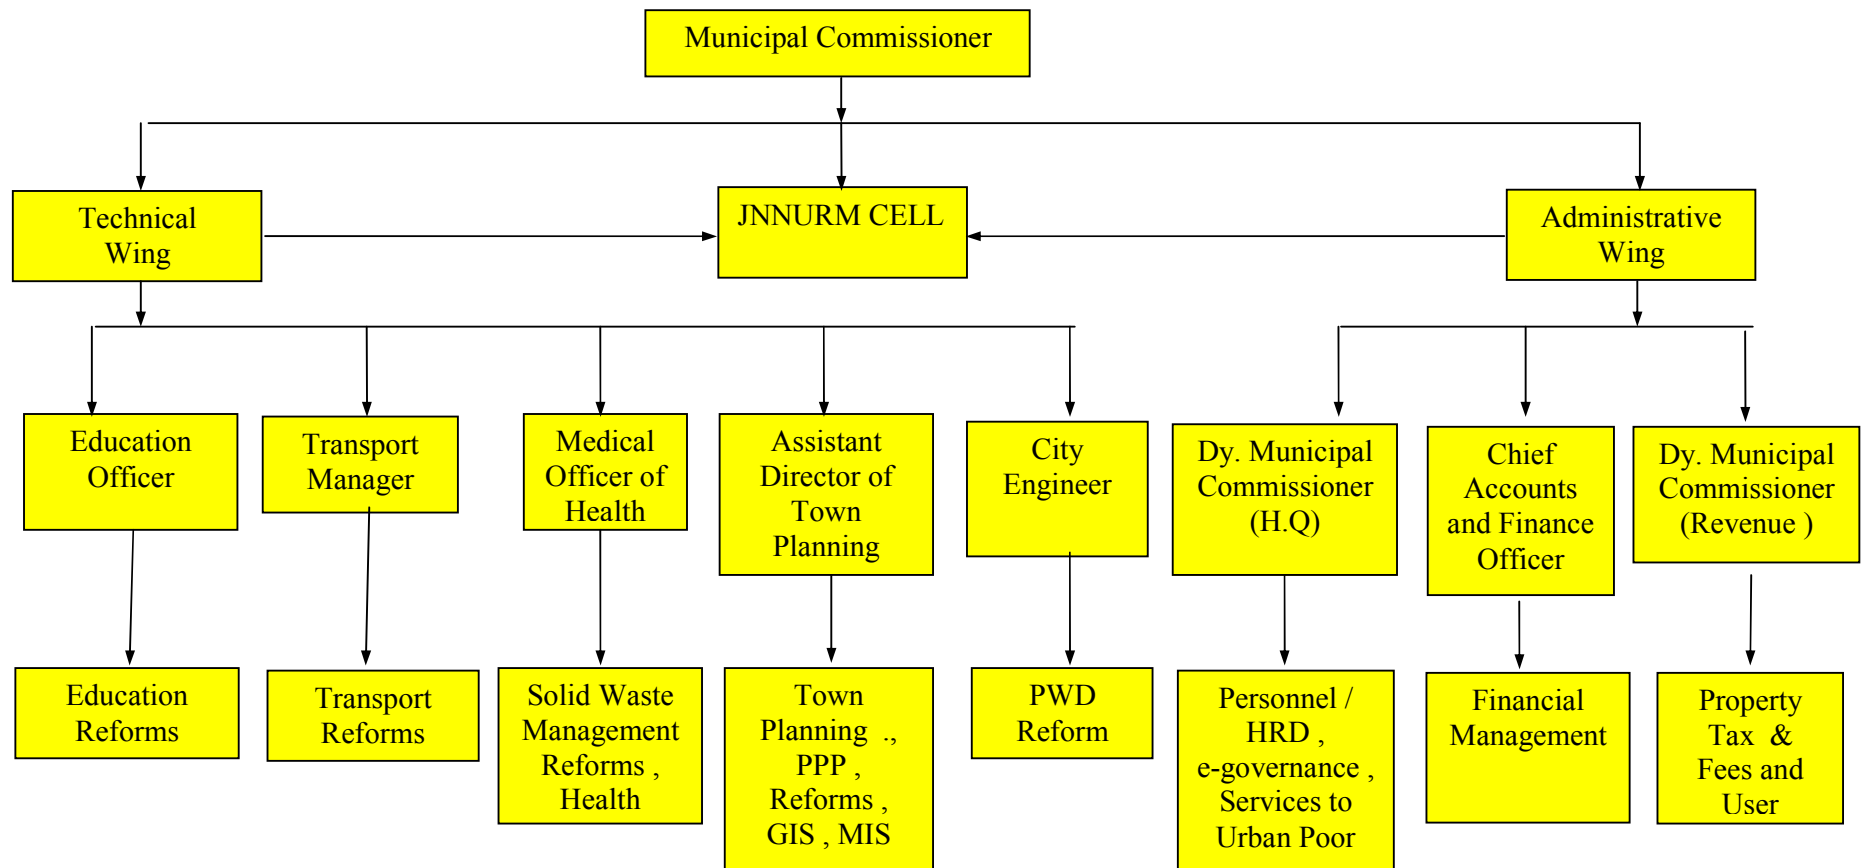 Municipal Commissioner
Technical
Wing
JNNURM CELL
Administrative
Wing
Education
Officer
Transport
Manager
Medical
Officer of
Health
Assistant
Director of
Town
Planning
City
Engineer
Dy. Municipal
Commissioner
(H.Q)
Chief
Accounts
and Finance
Officer
Dy. Municipal
Commissioner
(Revenue )
Education
Reforms
Transport
Reforms
Solid Waste
Management
Reforms ,
Health
Town
Planning .,
PPP ,
Reforms ,
GIS , MIS
PWD
Reform
Personnel /
HRD ,
e-governance ,
Services to
Urban Poor
Financial
Management
Property
Tax &
Fees and
User